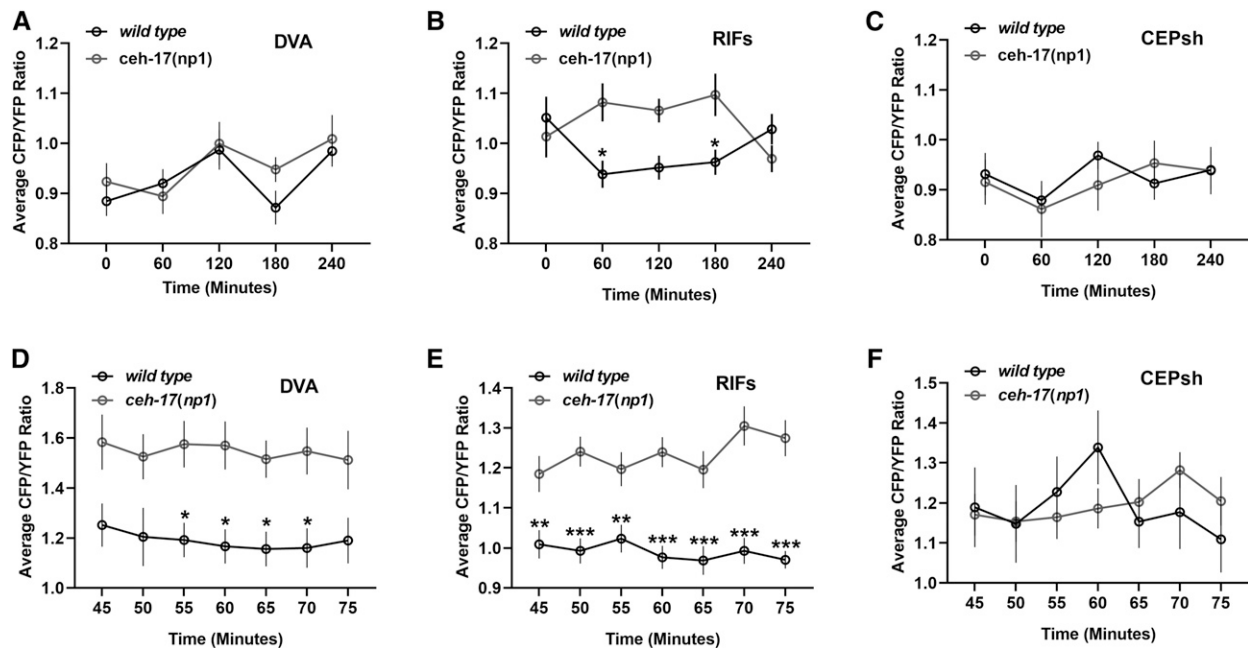 A
wild type
ceh-17(np1)
DVA
Average CFP/YFP Ratio
1.2
1.1
1.0
0.9
0.8
0 60 120 180 240
Time (Minutes)
B
wild type
ceh-17(np1)
RIFs
Average CFP/YFP Ratio
1.2
1.1
1.0
0.9
0.8
* *
0 60 120 180 240
Time (Minutes)
C
wild type
ceh-17(np1)
CEPsh
Average CFP/YFP Ratio
1.2
1.1
1.0
0.9
0.8
0 60 120 180 240
Time (Minutes)
D
wild type
ceh-17(np1)
DVA
Average CFP/YFP Ratio
1.8
1.6
1.4
1.2
1.0
* * * *
45 50 55 60 65 70 75
Time (Minutes)
E
wild type
ceh-17(np1)
RIFs
Average CFP/YFP Ratio
1.4
1.3
1.2
1.1
1.0
0.9
** *** ** *** *** *** ***
45 50 55 60 65 70 75
Time (Minutes)
F
wild type
ceh-17(np1)
CEPsh
Average CFP/YFP Ratio
1.5
1.4
1.3
1.2
1.1
1.0
45 50 55 60 65 70 75
Time (Minutes)